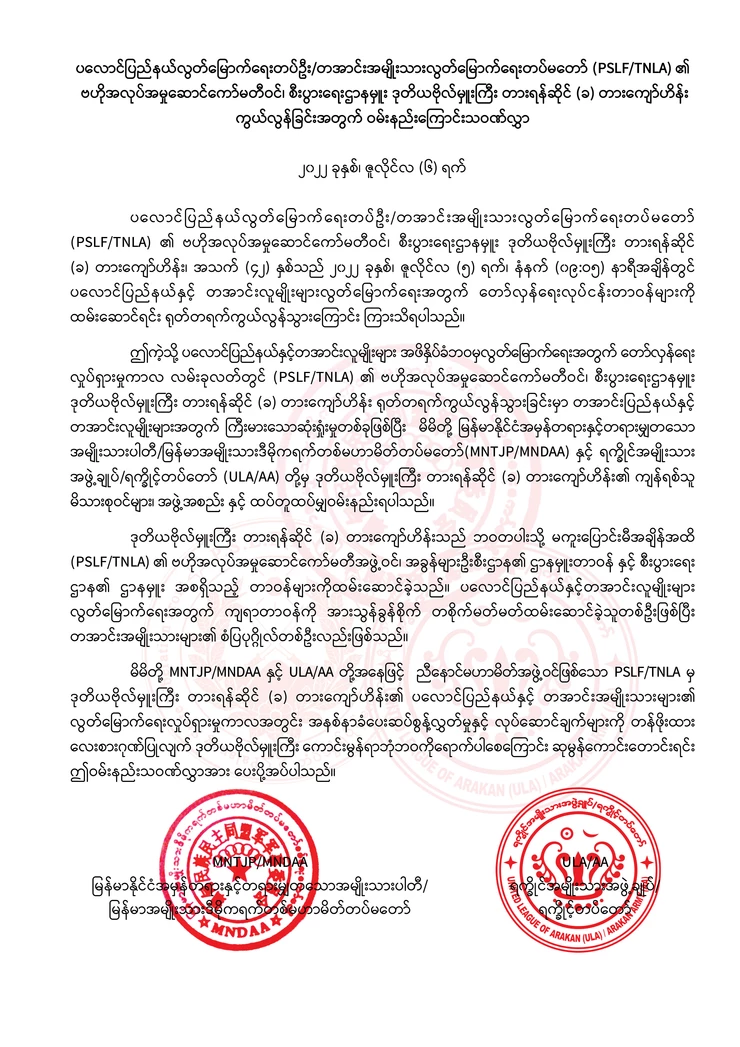 ပလောင်ပြည်နယ်လွတ်မြောက်ရေးတပ်ဦး/တအာင်းအမျိုးသားလွတ်မြောက်ရေးတပ်မတော် (PSLF/TNLA) ၏
ဗဟိုအလုပ်အမှုဆောင်ကော်မတီဝင်၊ စီးပွားရေးဌာနမှူး ဒုတိယဗိုလ်မှူးကြီး တားရန်ဆိုင် (ခ) တားကျော်ဟိန်း
ကွယ်လွန်ခြင်းအတွက် ဝမ်းနည်းကြောင်းသဝဏ်လွှာ
၂၀၂၂ ခုနှစ်၊ ဇူလိုင်လ (၆) ရက်
ပလောင်ပြည်နယ်လွတ်မြောက်ရေးတပ်ဦး/တအာင်းအမျိုးသားလွတ်မြောက်ရေးတပ်မတော်
(PSLF/TNLA) ၏ ဗဟိုအလုပ်အမှုဆောင်ကော်မတီဝင်၊ စီးပွားရေးဌာနမှူး ဒုတိယဗိုလ်မှူးကြီး တားရန်ဆိုင်
(ခ) တားကျော်ဟိန်း၊ အသက် (၄၂) နှစ်သည် ၂၀၂၂ ခုနှစ်၊ ဇူလိုင်လ (၅) ရက်၊ နံနက် (၀၉:၀၅) နာရီအချိန်တွင်
ပလောင်ပြည်နယ်နှင့် တအာင်းလူမျိုးများလွတ်မြောက်ရေးအတွက် တော်လှန်ရေးလုပ်ငန်းတာဝန်များကို
ထမ်းဆောင်ရင်း ရုတ်တရက်ကွယ်လွန်သွားကြောင်း ကြားသိရပါသည်။
ဤကဲ့သို့ ပလောင်ပြည်နယ်နှင့်တအာင်းလူမျိုးများ အဖိနှိပ်ခံဘဝမှလွတ်မြောက်ရေးအတွက် တော်လှန်ရေး
လှုပ်ရှားမှုကာလ လမ်းခုလတ်တွင် (PSLF/TNLA) ၏ ဗဟိုအလုပ်အမှုဆောင်ကော်မတီဝင်၊ စီးပွားရေးဌာနမှူး
ဒုတိယဗိုလ်မှူးကြီး တားရန်ဆိုင် (ခ) တားကျော်ဟိန်း ရုတ်တရက်ကွယ်လွန်သွားခြင်းမှာ တအာင်းပြည်နယ်နှင့်
တအာင်းလူမျိုးများအတွက် ကြီးမားသောဆုံးရှုံးမှုတစ်ခုဖြစ်ပြီး မိမိတို့ မြန်မာနိုင်ငံအမှန်တရားနှင့်တရားမျှတသော
အမျိုးသားပါတီ/မြန်မာအမျိုးသားဒီမိုကရက်တစ်မဟာမိတ်တပ်မတော်(MNTJP/MNDAA) နှင့် ရက္ခိုင်အမျိုးသား
အဖွဲ့ချုပ်/ရက္ခိုင့်တပ်တော် (ULA/AA) တို့မှ ဒုတိယဗိုလ်မှူးကြီး တားရန်ဆိုင် (ခ) တားကျော်ဟိန်း၏ ကျန်ရစ်သူ
မိသားစုဝင်များ၊ အဖွဲ့အစည်း နှင့် ထပ်တူထပ်မျှဝမ်းနည်းရပါသည်။
ဒုတိယဗိုလ်မှူးကြီး တားရန်ဆိုင် (ခ) တားကျော်ဟိန်းသည် ဘဝတပါးသို့ မကူးပြောင်းမီအချိန်အထိ
(PSLF/TNLA) ၏ ဗဟိုအလုပ်အမှုဆောင်ကော်မတီအဖွဲ့ဝင်၊ အခွန်များဦးစီးဌာန၏ ဌာနမှူးတာဝန် နှင့် စီးပွားရေး
ဌာန၏ ဌာနမှူး အစရှိသည့် တာဝန်များကိုထမ်းဆောင်ခဲ့သည်။ ပလောင်ပြည်နယ်နှင့်တအာင်းလူမျိုးများ
လွတ်မြောက်ရေးအတွက် ကျရာတာဝန်ကို အားသွန်ခွန်စိုက် တစိုက်မတ်မတ်ထမ်းဆောင်ခဲ့သူတစ်ဦးဖြစ်ပြီး
တအာင်းအမျိုးသားများ၏ စံပြပုဂ္ဂိုလ်တစ်ဦးလည်းဖြစ်သည်။
မိမိတို့ MNTJP/MNDAA နှင့် ULA/AA တို့အနေဖြင့် ညီနောင်မဟာမိတ်အဖွဲ့ဝင်ဖြစ်သော PSLF/TNLA မှ
ဒုတိယဗိုလ်မှူးကြီး တားရန်ဆိုင် (ခ) တားကျော်ဟိန်း၏ ပလောင်ပြည်နယ်နှင့် တအာင်းအမျိုးသားများ၏
လွတ်မြောက်ရေးလှုပ်ရှားမှုကာလအတွင်း အနစ်နာခံပေးဆပ်စွန့်လွှတ်မှုနှင့် လုပ်ဆောင်ချက်များကို တန်ဖိုးထား
လေးစားဂုဏ်ပြုလျက် ဒုတိယဗိုလ်မှူးကြီး ကောင်းမွန်ရာဘုံဘဝကိုရောက်ပါစေကြောင်း ဆုမွန်ကောင်းတောင်းရင်း
ဤဝမ်းနည်းသဝဏ်လွှာအား ပေးပို့အပ်ပါသည်။
MNTJP/MNDAA
မြန်မာနိုင်ငံအမှန်တရားနှင့်တရားမျှတသောအမျိုးသားပါတီ/
မြန်မာအမျိုးသားဒီမိုကရက်တစ်မဟာမိတ်တပ်မတော်
MNDAA
ULA/AA
ရက္ခိုင်အမျိုးသားအဖွဲ့ချုပ်/
ရက္ခိုင့်တပ်တော်
ရက္ခိုင်အမျိုးသားအဖွဲ့ချုပ်/ရက္ခိုင့်တပ်တော်
UNITED LEAGUE OF ARAKAN (ULA) / ARAKAN ARMY